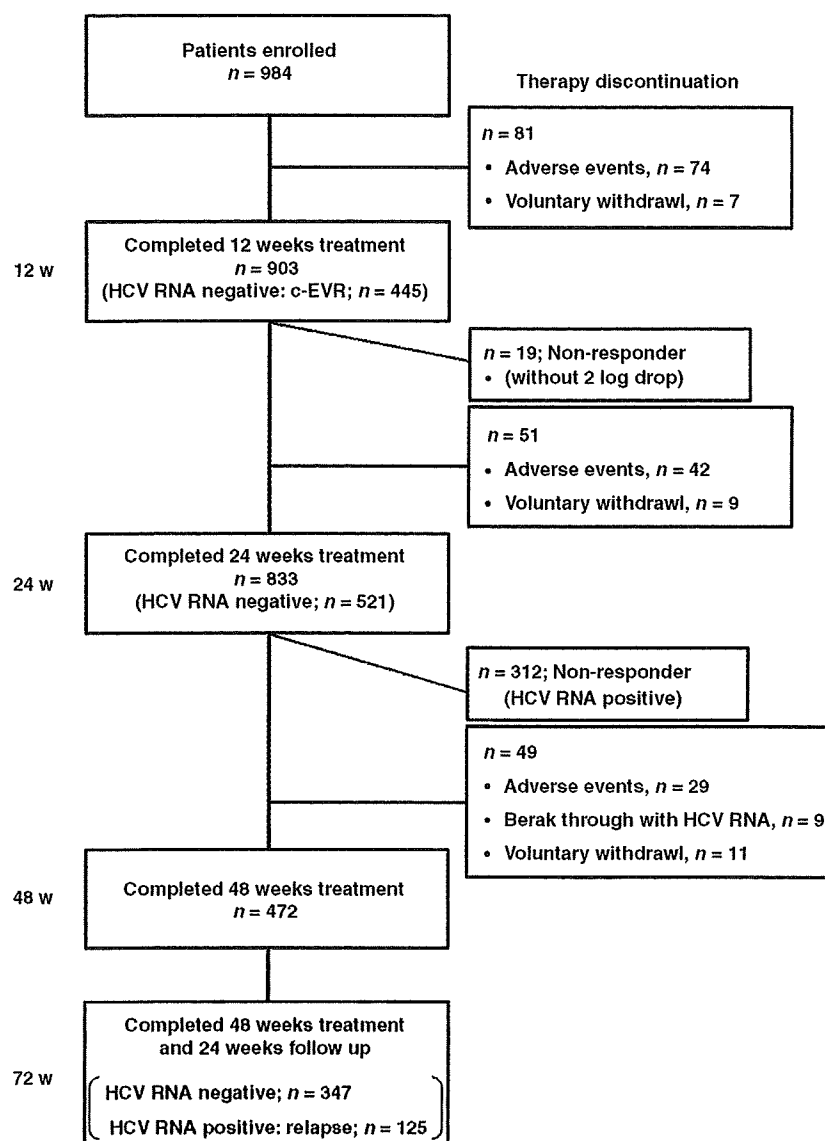 Patients enrolled
n = 984
Therapy discontinuation
n = 81
• Adverse events, n = 74
• Voluntary withdrawl, n = 7
12 w
Completed 12 weeks treatment
n = 903
(HCV RNA negative: c-EVR; n = 445)
n = 19; Non-responder
• (without 2 log drop)
n = 51
• Adverse events, n = 42
• Voluntary withdrawl, n = 9
24 w
Completed 24 weeks treatment
n = 833
(HCV RNA negative; n = 521)
n = 312; Non-responder
(HCV RNA positive)
n = 49
• Adverse events, n = 29
• Berak through with HCV RNA, n = 9
• Voluntary withdrawl, n = 11
48 w
Completed 48 weeks treatment
n = 472
72 w
Completed 48 weeks treatment
and 24 weeks follow up
HCV RNA negative; n = 347
HCV RNA positive: relapse; n = 125